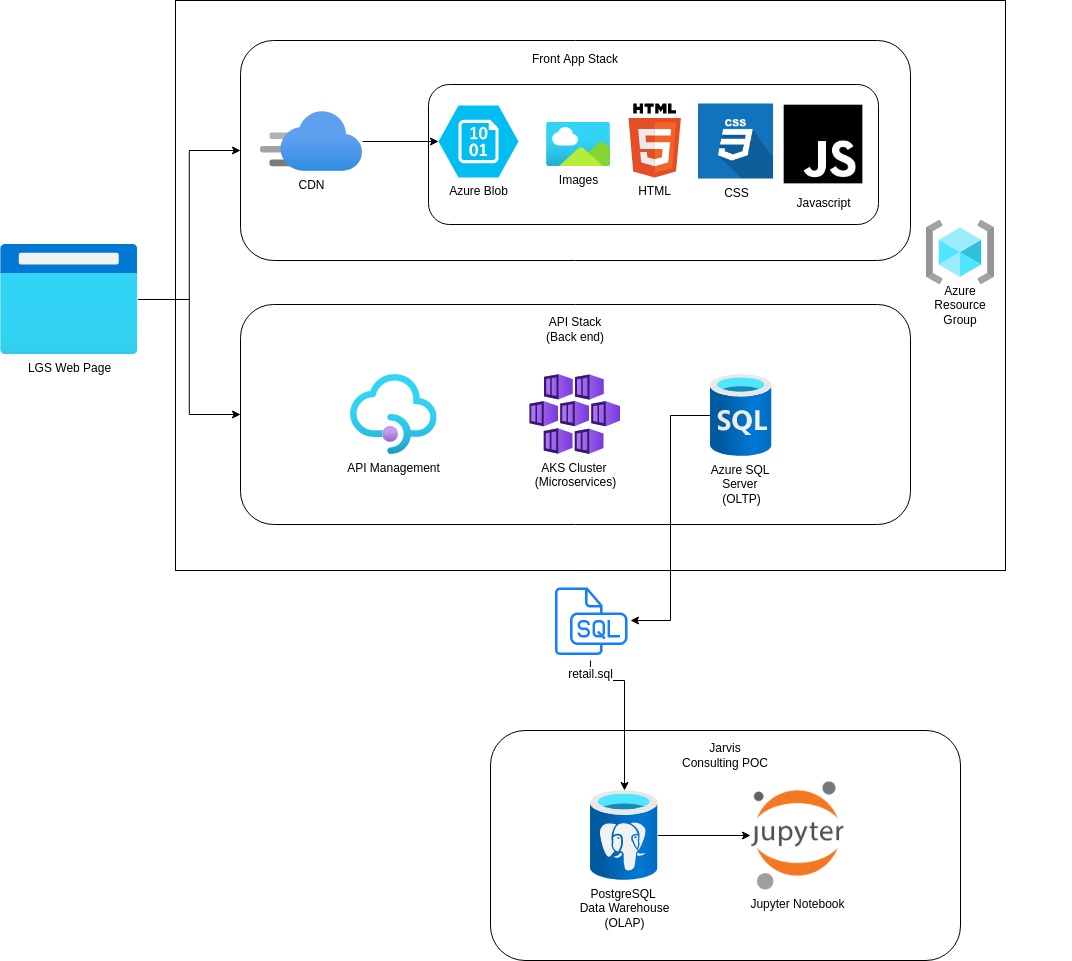 Front App Stack
CDN
10
01
Azure Blob
Images
HTML
5
HTML
css
3
CSS
JS
Javascript
Azure
Resource
Group
LGS Web Page
API Stack
(Back end)
API Management
AKS Cluster
(Microservices)
SQL
Azure SQL
Server
(OLTP)
SQL
retail.sql
Jarvis
Consulting POC
PostgreSQL
Data Warehouse
(OLAP)
jupyter
Jupyter Notebook